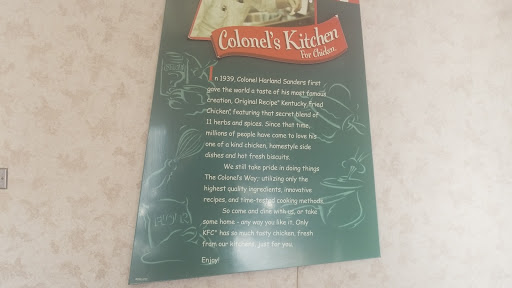 Colonel's Kitchen
For Chicken
In 1939, Colonel Harland Sanders first
gave the world a taste of his most famous
creation, Original Recipe® Kentucky Fried
Chicken®, featuring that secret blend of
11 herbs and spices. Since that time,
millions of people have come to love his
one of a kind chicken, homestyle side
dishes and hot fresh biscuits.
We still take pride in doing things
The Colonel's Way; utilizing only the
highest quality ingredients, innovative
recipes, and time-tested cooking methods.
So come and dine with us, or take
some home - any way you like it. Only
KFC® has so much tasty chicken, fresh
from our kitchens, just for you.
Enjoy!
FLOUR